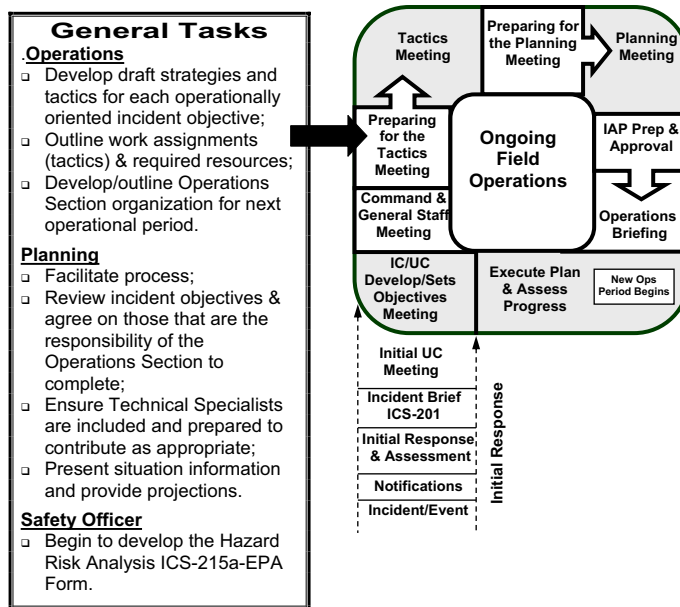 General Tasks
.Operations
❑ Develop draft strategies and
tactics for each operationally
oriented incident objective;
❑ Outline work assignments
(tactics) & required resources;
❑ Develop/outline Operations
Section organization for next
operational period.
Planning
❑ Facilitate process;
❑ Review incident objectives &
agree on those that are the
responsibility of the
Operations Section to
complete;
❑ Ensure Technical Specialists
are included and prepared to
contribute as appropriate;
❑ Present situation information
and provide projections.
Safety Officer
❑ Begin to develop the Hazard
Risk Analysis ICS-215a-EPA
Form.
Tactics
Meeting
Preparing for
the Planning
Meeting
Planning
Meeting
Preparing
for the
Tactics
Meeting
Ongoing
Field
Operations
IAP Prep &
Approval
Command &
General Staff
Meeting
Operations
Briefing
IC/UC
Develop/Sets
Objectives
Meeting
Execute Plan
& Assess
Progress
New Ops
Period Begins
Initial UC
Meeting
Incident Brief
ICS-201
Initial Response
& Assessment
Notifications
Incident/Event
Initial Response